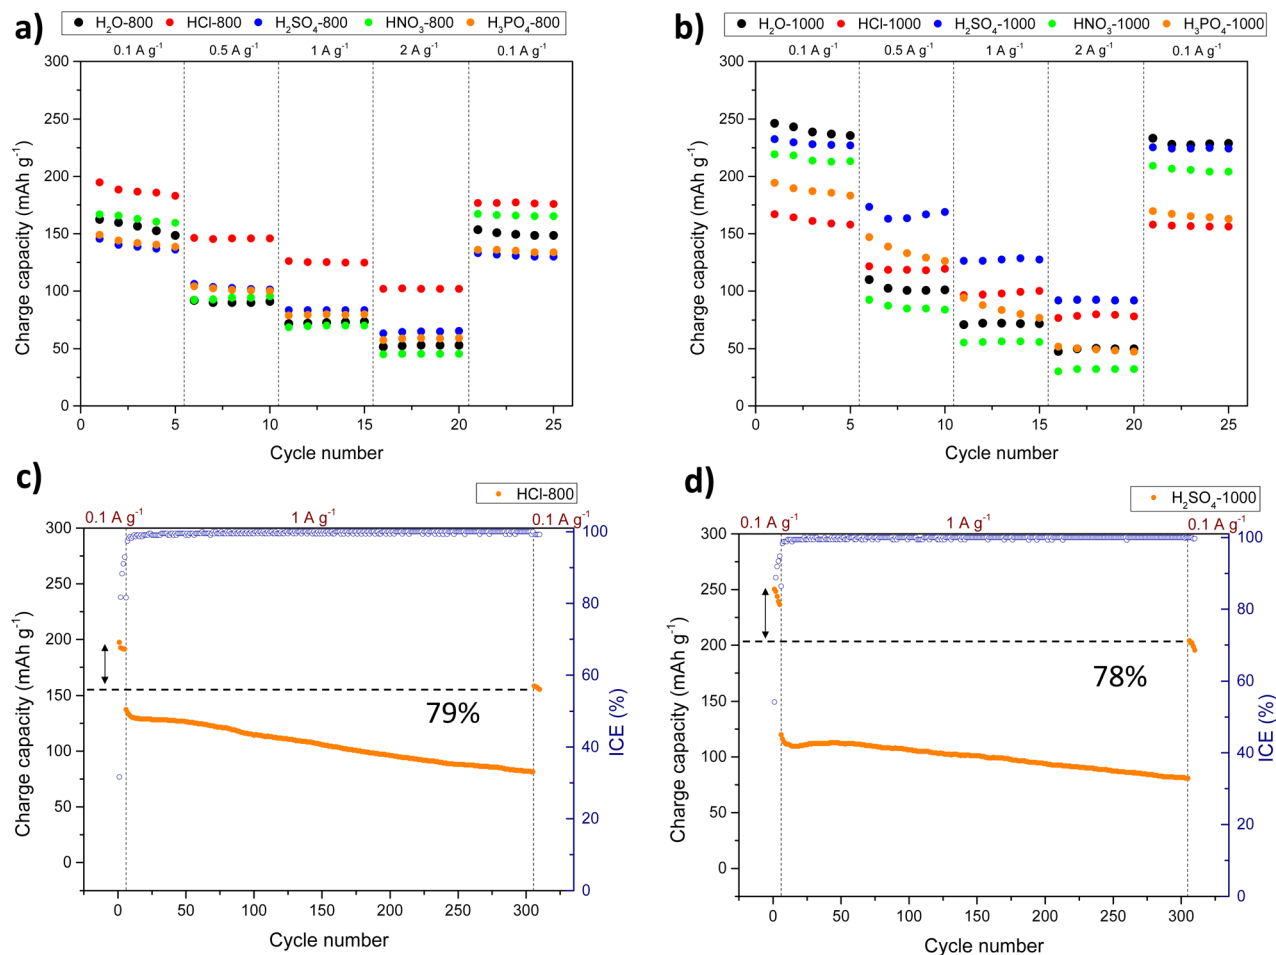 a)
H₂O-800 HCl-800 H₂SO₄-800 HNO₃-800 H₃PO₄-800
0.1 A g⁻¹ 0.5 A g⁻¹ 1 A g⁻¹ 2 A g⁻¹ 0.1 A g⁻¹
300
250
200
150
100
50
0
Charge capacity (mAh g⁻¹)
0 5 10 15 20 25
Cycle number
b)
H₂O-1000 HCl-1000 H₂SO₄-1000 HNO₃-1000 H₃PO₄-1000
0.1 A g⁻¹ 0.5 A g⁻¹ 1 A g⁻¹ 2 A g⁻¹ 0.1 A g⁻¹
300
250
200
150
100
50
0
Charge capacity (mAh g⁻¹)
0 5 10 15 20 25
Cycle number
c)
HCl-800
0.1 A g⁻¹ 1 A g⁻¹ 0.1 A g⁻¹
300
250
200
150
100
50
0
Charge capacity (mAh g⁻¹)
79%
100
80
60
40
20
0
ICE (%)
0 50 100 150 200 250 300
Cycle number
d)
H₂SO₄-1000
0.1 A g⁻¹ 1 A g⁻¹ 0.1 A g⁻¹
300
250
200
150
100
50
0
Charge capacity (mAh g⁻¹)
78%
100
80
60
40
20
0
ICE (%)
0 50 100 150 200 250 300
Cycle number